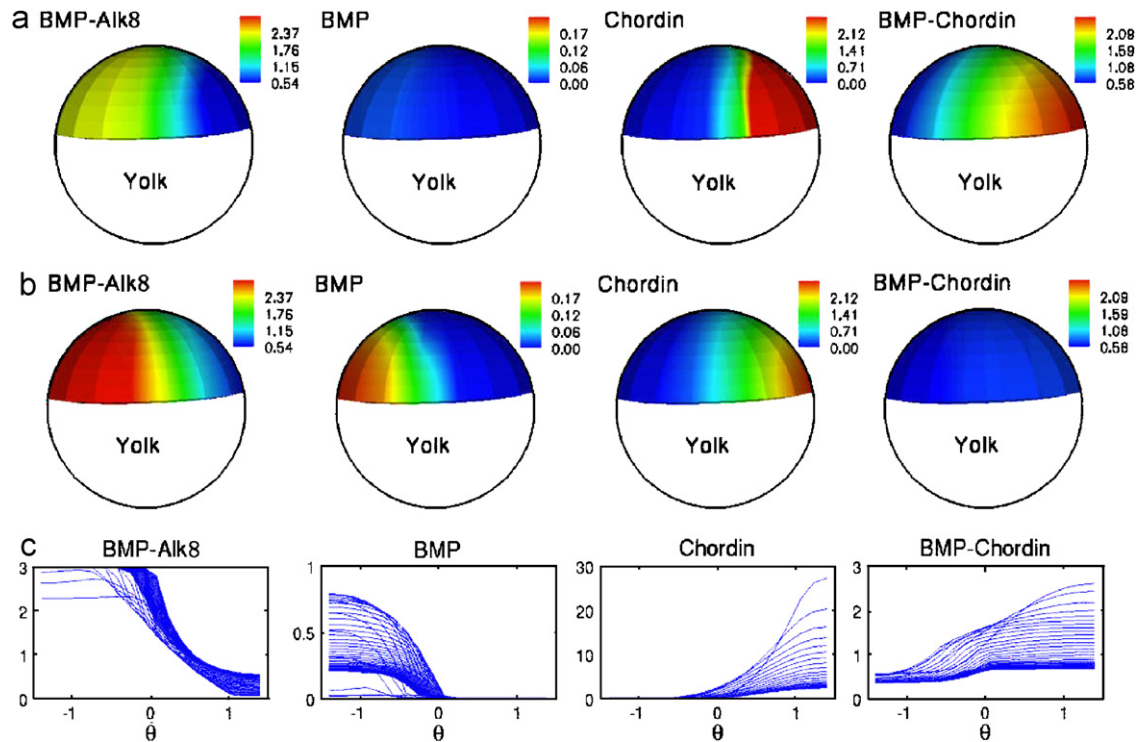 a BMP-Alk8 BMP Chordin BMP-Chordin
2.37 0.17 2.12 2.09
1.76 0.12 1.41 1.59
1.15 0.06 0.71 1.08
0.54 0.00 0.00 0.58
Yolk Yolk Yolk Yolk
b BMP-Alk8 BMP Chordin BMP-Chordin
2.37 0.17 2.12 2.09
1.76 0.12 1.41 1.59
1.15 0.06 0.71 1.08
0.54 0.00 0.00 0.58
Yolk Yolk Yolk Yolk
c BMP-Alk8 BMP Chordin BMP-Chordin
3 1 30 3
2 0.5 20 2
1 10 1
0 0 0 0
-1 0 1 -1 0 1 -1 0 1 -1 0 1
θ θ θ θ